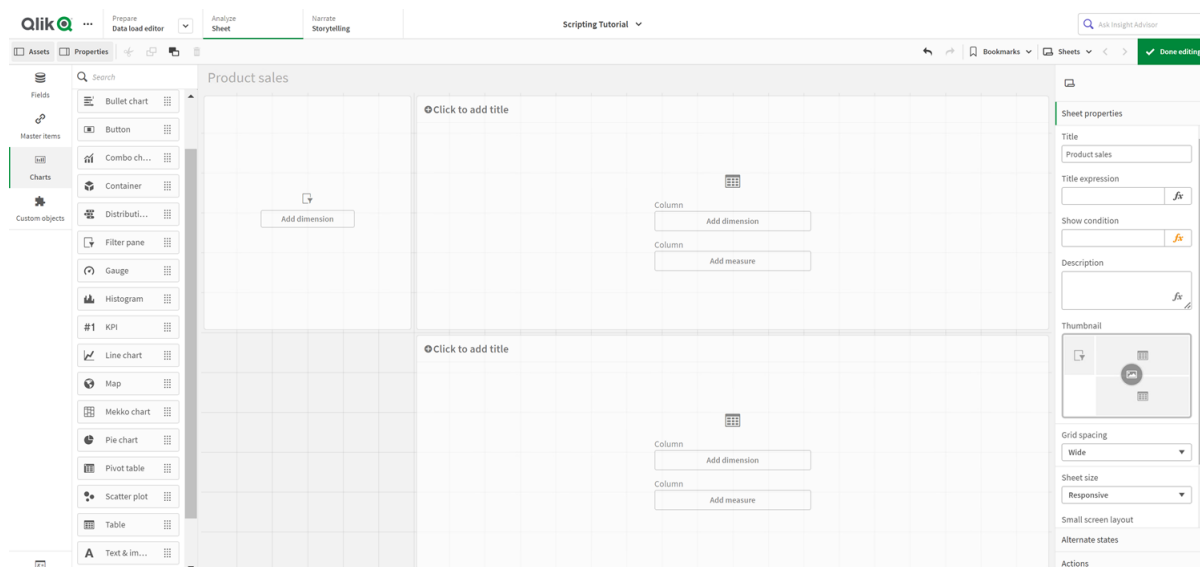 Qlik
Prepare
Data load editor
Analyze
Sheet
Narrate
Storytelling
Scripting Tutorial
Ask Insight Advisor
Assets
Properties
Bookmarks
Sheets
Done editing
Fields
Master items
Charts
Custom objects
Search
Bullet chart
Button
Combo ch...
Container
Distributi...
Filter pane
Gauge
Histogram
#1 KPI
Line chart
Map
Mekko chart
Pie chart
Pivot table
Scatter plot
Table
A Text & im...
Product sales
Add dimension
Click to add title
Column
Add dimension
Column
Add measure
Click to add title
Column
Add dimension
Column
Add measure
Sheet properties
Title
Product sales
Title expression
fx
Show condition
fx
Description
fx
Thumbnail
Grid spacing
Wide
Sheet size
Responsive
Small screen layout
Alternate states
Actions